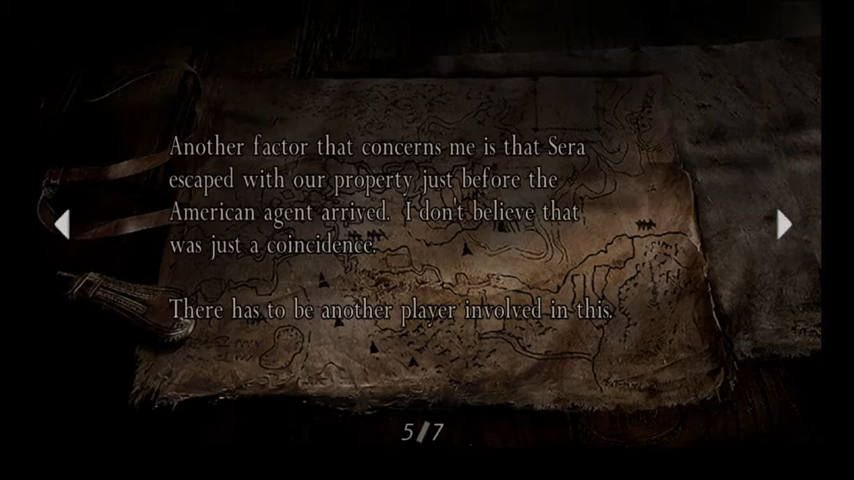 Another factor that concerns me is that Sera
escaped with our property just before the
American agent arrived. I don't believe that
was just a coincidence.
There has to be another player involved in this.
5/7